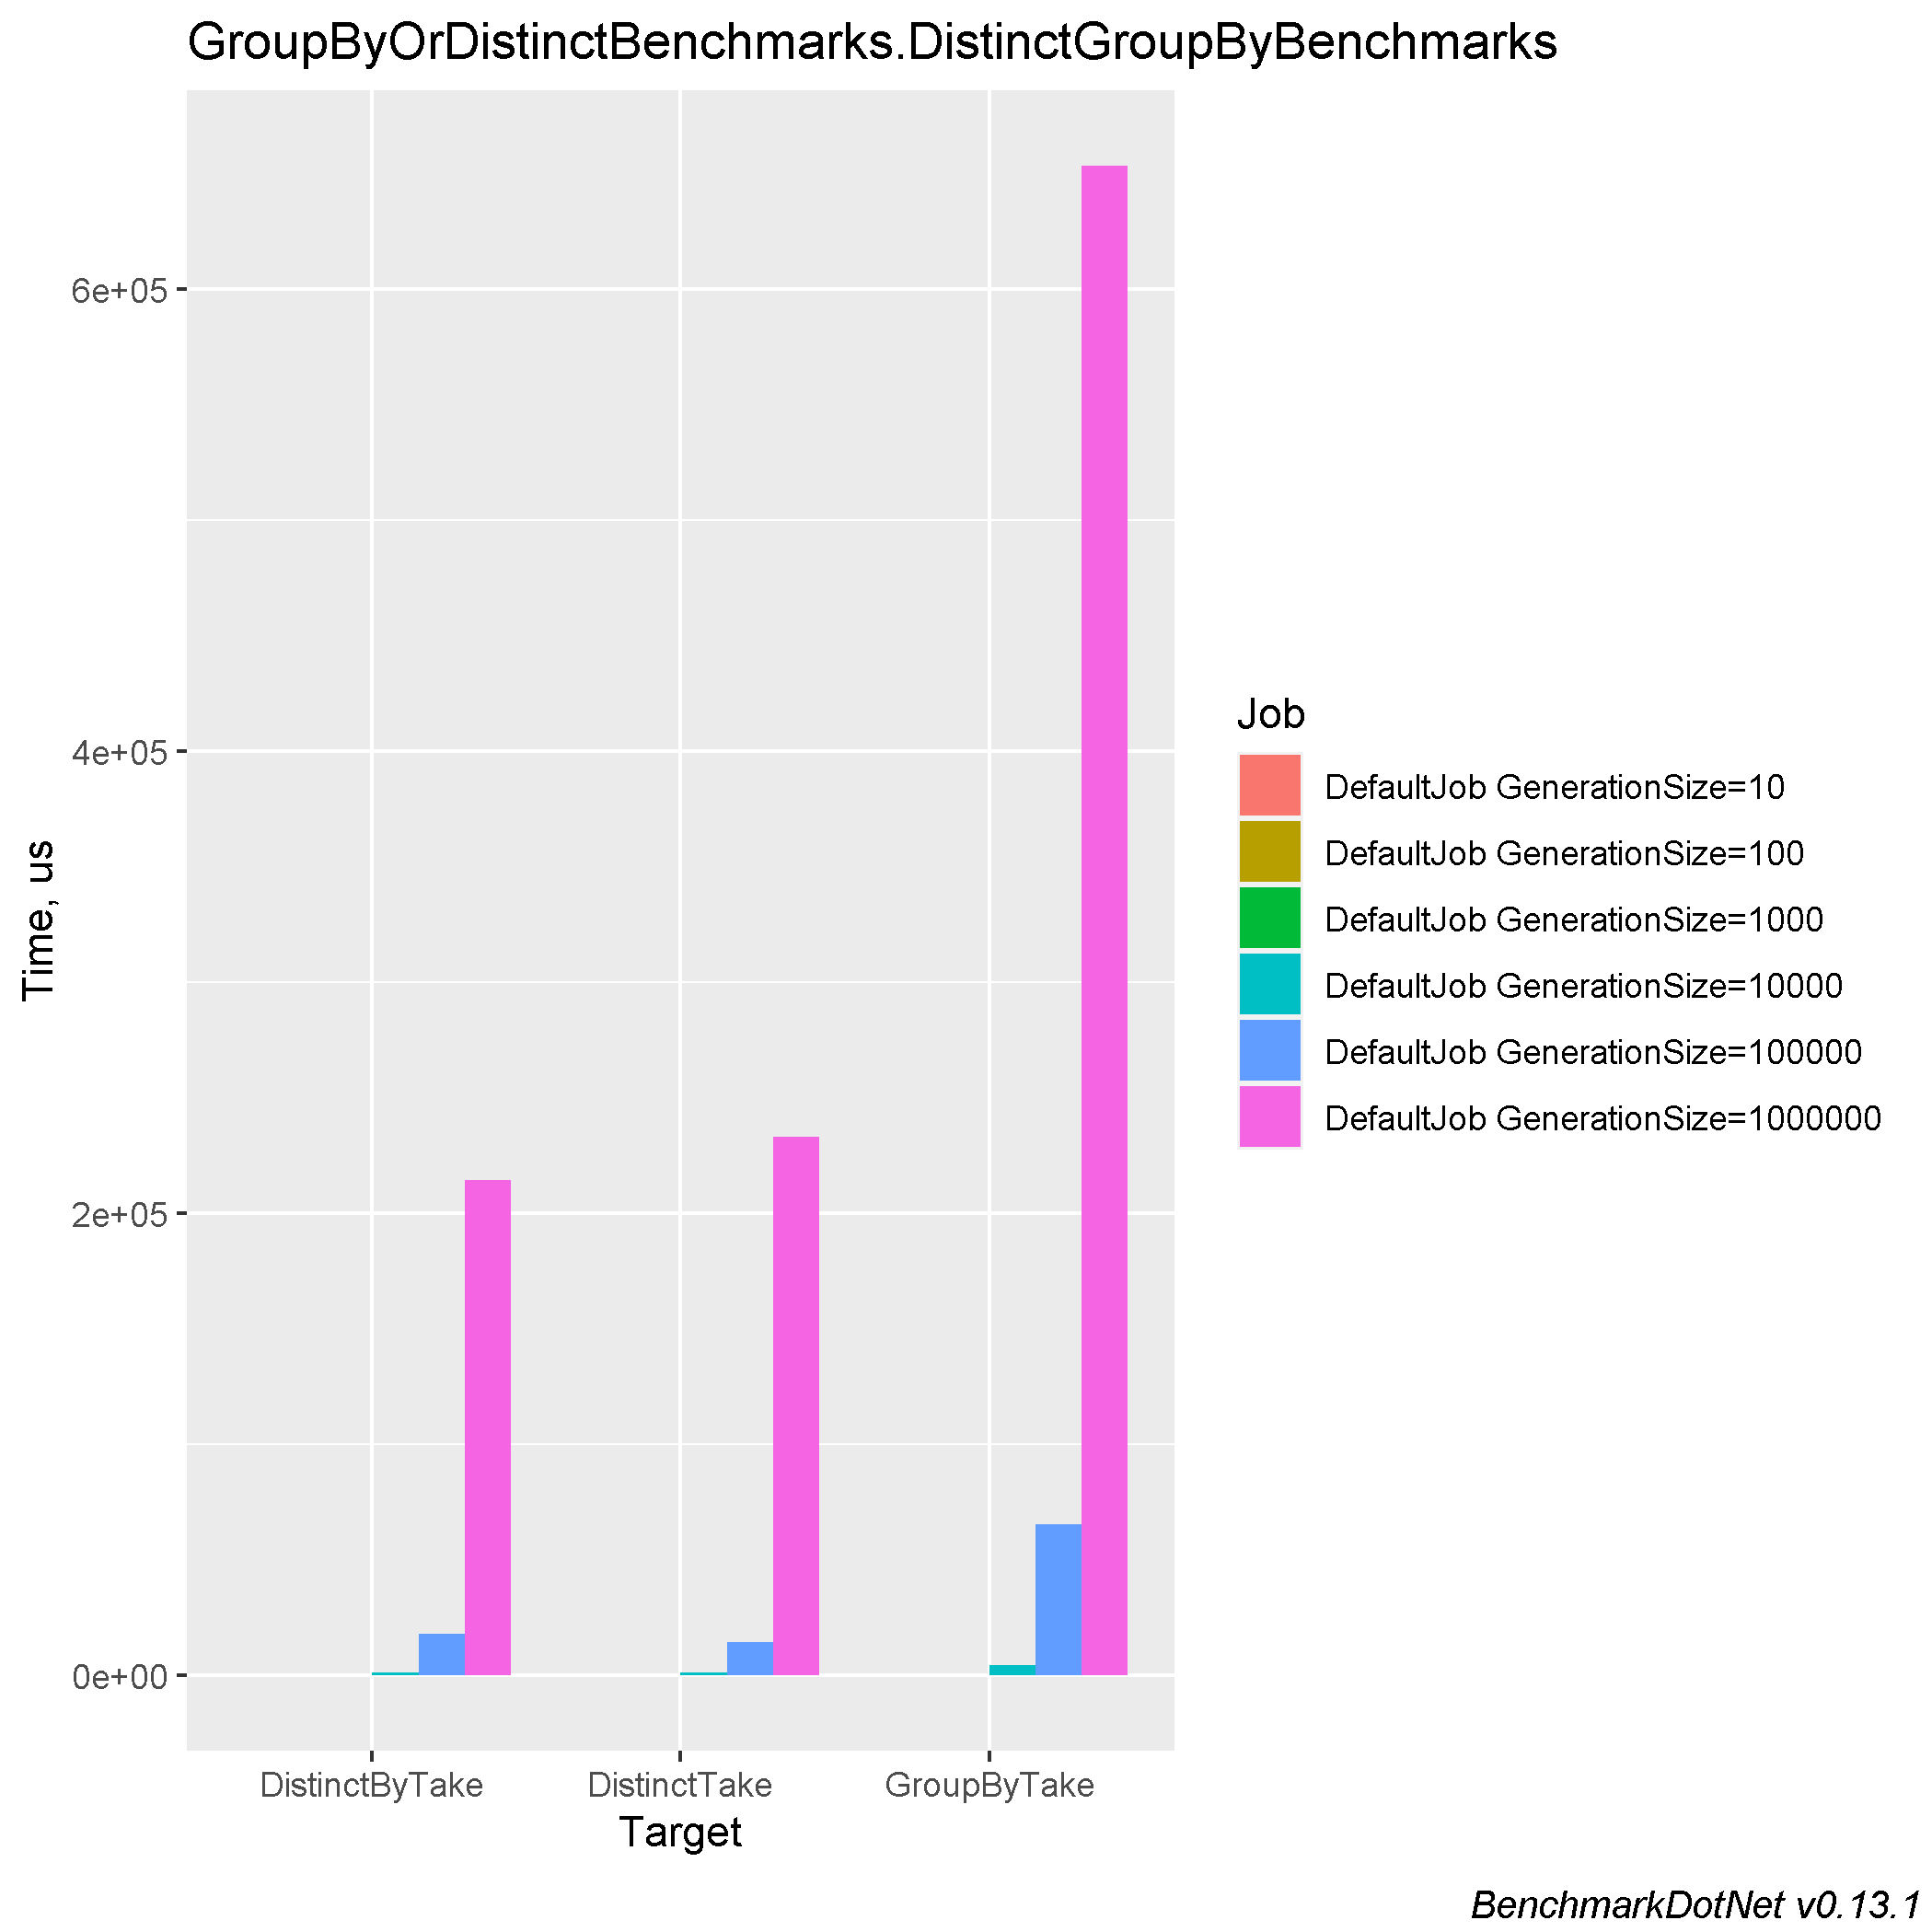 GroupByOrDistinctBenchmarks.DistinctGroupByBenchmarks
Time, us
6e+05
4e+05
2e+05
0e+00
DistinctByTake
DistinctTake
GroupByTake
Target
Job
DefaultJob GenerationSize=10
DefaultJob GenerationSize=100
DefaultJob GenerationSize=1000
DefaultJob GenerationSize=10000
DefaultJob GenerationSize=100000
DefaultJob GenerationSize=1000000
BenchmarkDotNet v0.13.1